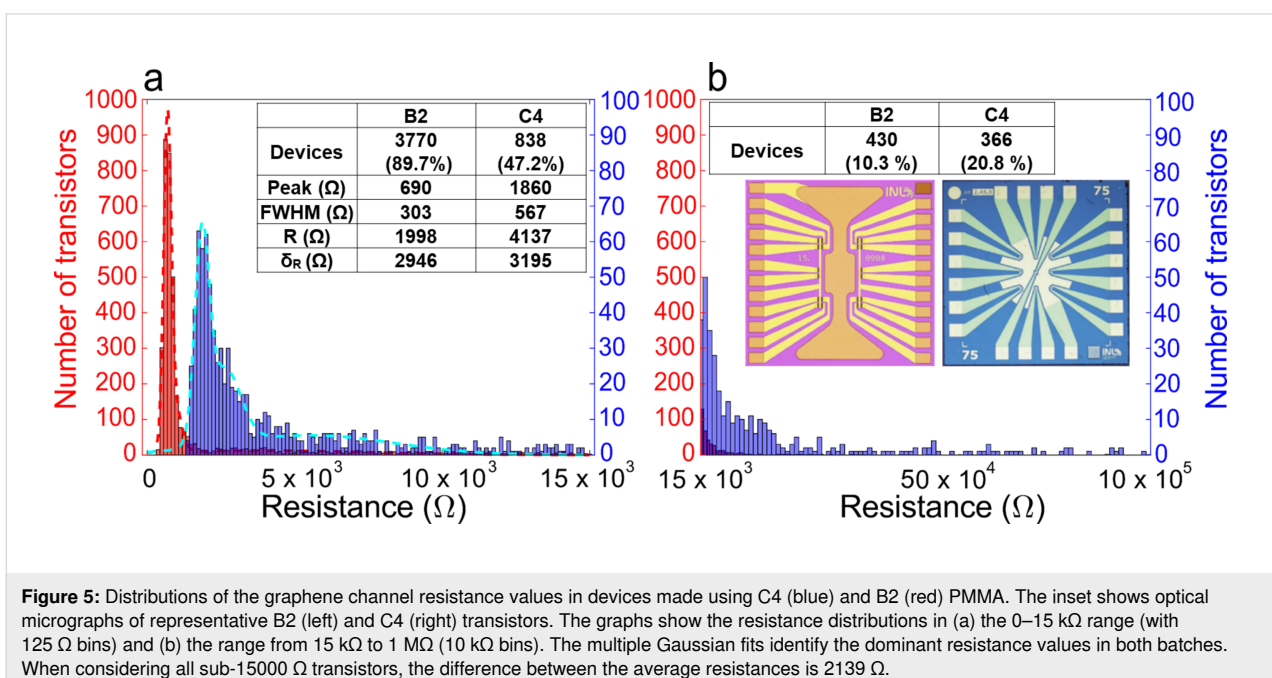 a
b
1000
900
800
700
600
500
400
300
200
100
0
Number of transistors
B2 C4
Devices 3770 (89.7%) 838 (47.2%)
Peak (Ω) 690 1860
FWHM (Ω) 303 567
R (Ω) 1998 4137
δR (Ω) 2946 3195
100
90
80
70
60
50
40
30
20
10
0
0 5 x 10³ 10 x 10³ 15 x 10³
Resistance (Ω)
1000
900
800
700
600
500
400
300
200
100
0
B2 C4
Devices 430 (10.3 %) 366 (20.8 %)
INL
15. 0908
75
75
INL
100
90
80
70
60
50
40
30
20
10
0
Number of transistors
15 x 10³ 50 x 10⁴ 10 x 10⁵
Resistance (Ω)
Figure 5: Distributions of the graphene channel resistance values in devices made using C4 (blue) and B2 (red) PMMA. The inset shows optical
micrographs of representative B2 (left) and C4 (right) transistors. The graphs show the resistance distributions in (a) the 0–15 kΩ range (with
125 Ω bins) and (b) the range from 15 kΩ to 1 MΩ (10 kΩ bins). The multiple Gaussian fits identify the dominant resistance values in both batches.
When considering all sub-15000 Ω transistors, the difference between the average resistances is 2139 Ω.